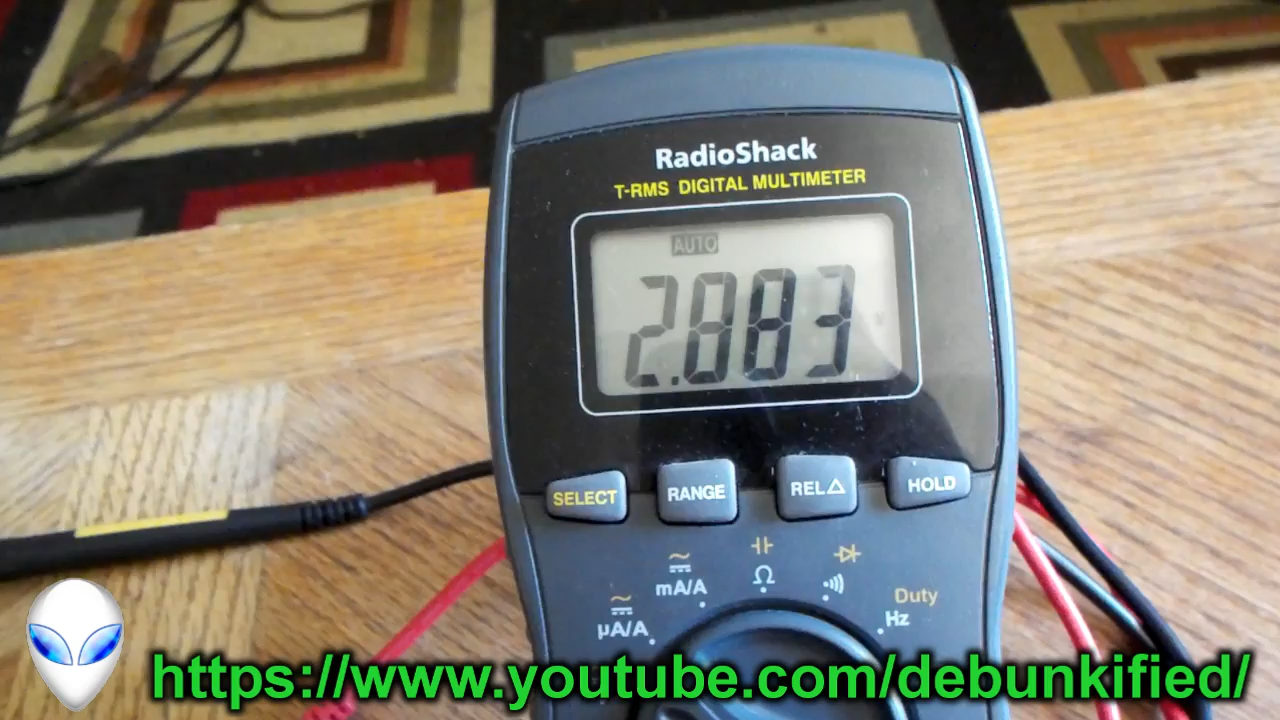 RadioShack
T-RMS DIGITAL MULTIMETER
AUTO
2.883
SELECT RANGE REL△ HOLD
mA/A Ω
Duty
µA/A Hz
https://www.youtube.com/debunkified/